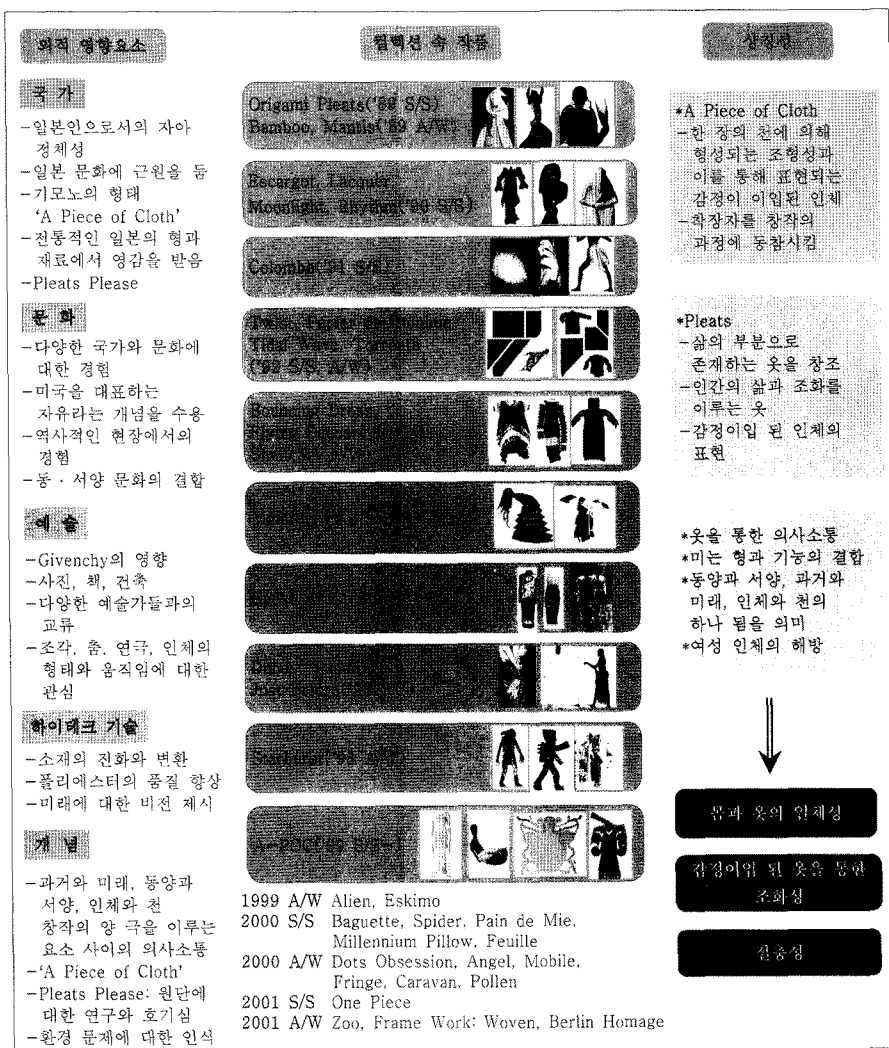 외적 영향요소
국 가
-일본인으로서의 자아
정체성
-일본 문화에 근원을 둠
-기모노의 형태
'A Piece of Cloth'
-전통적인 일본의 형과
재료에서 영감을 받음
-Pleats Please
문 화
-다양한 국가와 문화에
대한 경험
-미국을 대표하는
자유라는 개념을 수용
-역사적인 현장에서의
경험
-동 · 서양 문화의 결합
예 술
-Givenchy의 영향
-사진, 책, 건축
-다양한 예술가들과의
교류
-조각, 춤, 연극, 인체의
형태와 움직임에 대한
관심
하이테크 기술
-소재의 진화와 변환
-폴리에스터의 품질 향상
-미래에 대한 비전 제시
개 념
-과거와 미래, 동양과
서양, 인체와 천
창작의 양 극을 이루는
요소 사이의 의사소통
-'A Piece of Cloth'
-Pleats Please: 원단에
대한 연구와 호기심
-환경 문제에 대한 인식
컬렉션 속 작품
Origami Pleats('89 S/S)
Bamboo, Mantis('89 A/W)
Escargot, Lacquer,
Moonlight, Rhythm('90 S/S)
Colombe('91 S/S)
Tidal Wave,
('92 S/S, A/W)
Starburst('98 A/W)
A-POC('99 S/S~)
1999 A/W Alien, Eskimo
2000 S/S Baguette, Spider, Pain de Mie,
Millennium Pillow, Feuille
2000 A/W Dots Obsession, Angel, Mobile,
Fringe, Caravan, Pollen
2001 S/S One Piece
2001 A/W Zoo, Frame Work: Woven, Berlin Homage
상징성
*A Piece of Cloth
-한 장의 천에 의해
형성되는 조형성과
이를 통해 표현되는
감정이 이입된 인체
-착장자를 창작의
과정에 동참시킴
*Pleats
-삶의 부분으로
존재하는 옷을 창조
-인간의 삶과 조화를
이루는 옷
-감정이입 된 인체의
표현
*옷을 통한 의사소통
*미는 형과 기능의 결합
*동양과 서양, 과거와
미래, 인체와 천의
하나 됨을 의미
*여성 인체의 해방
몸과 옷의 일체성
감정이입 된 옷을 통한
조화성
절충성